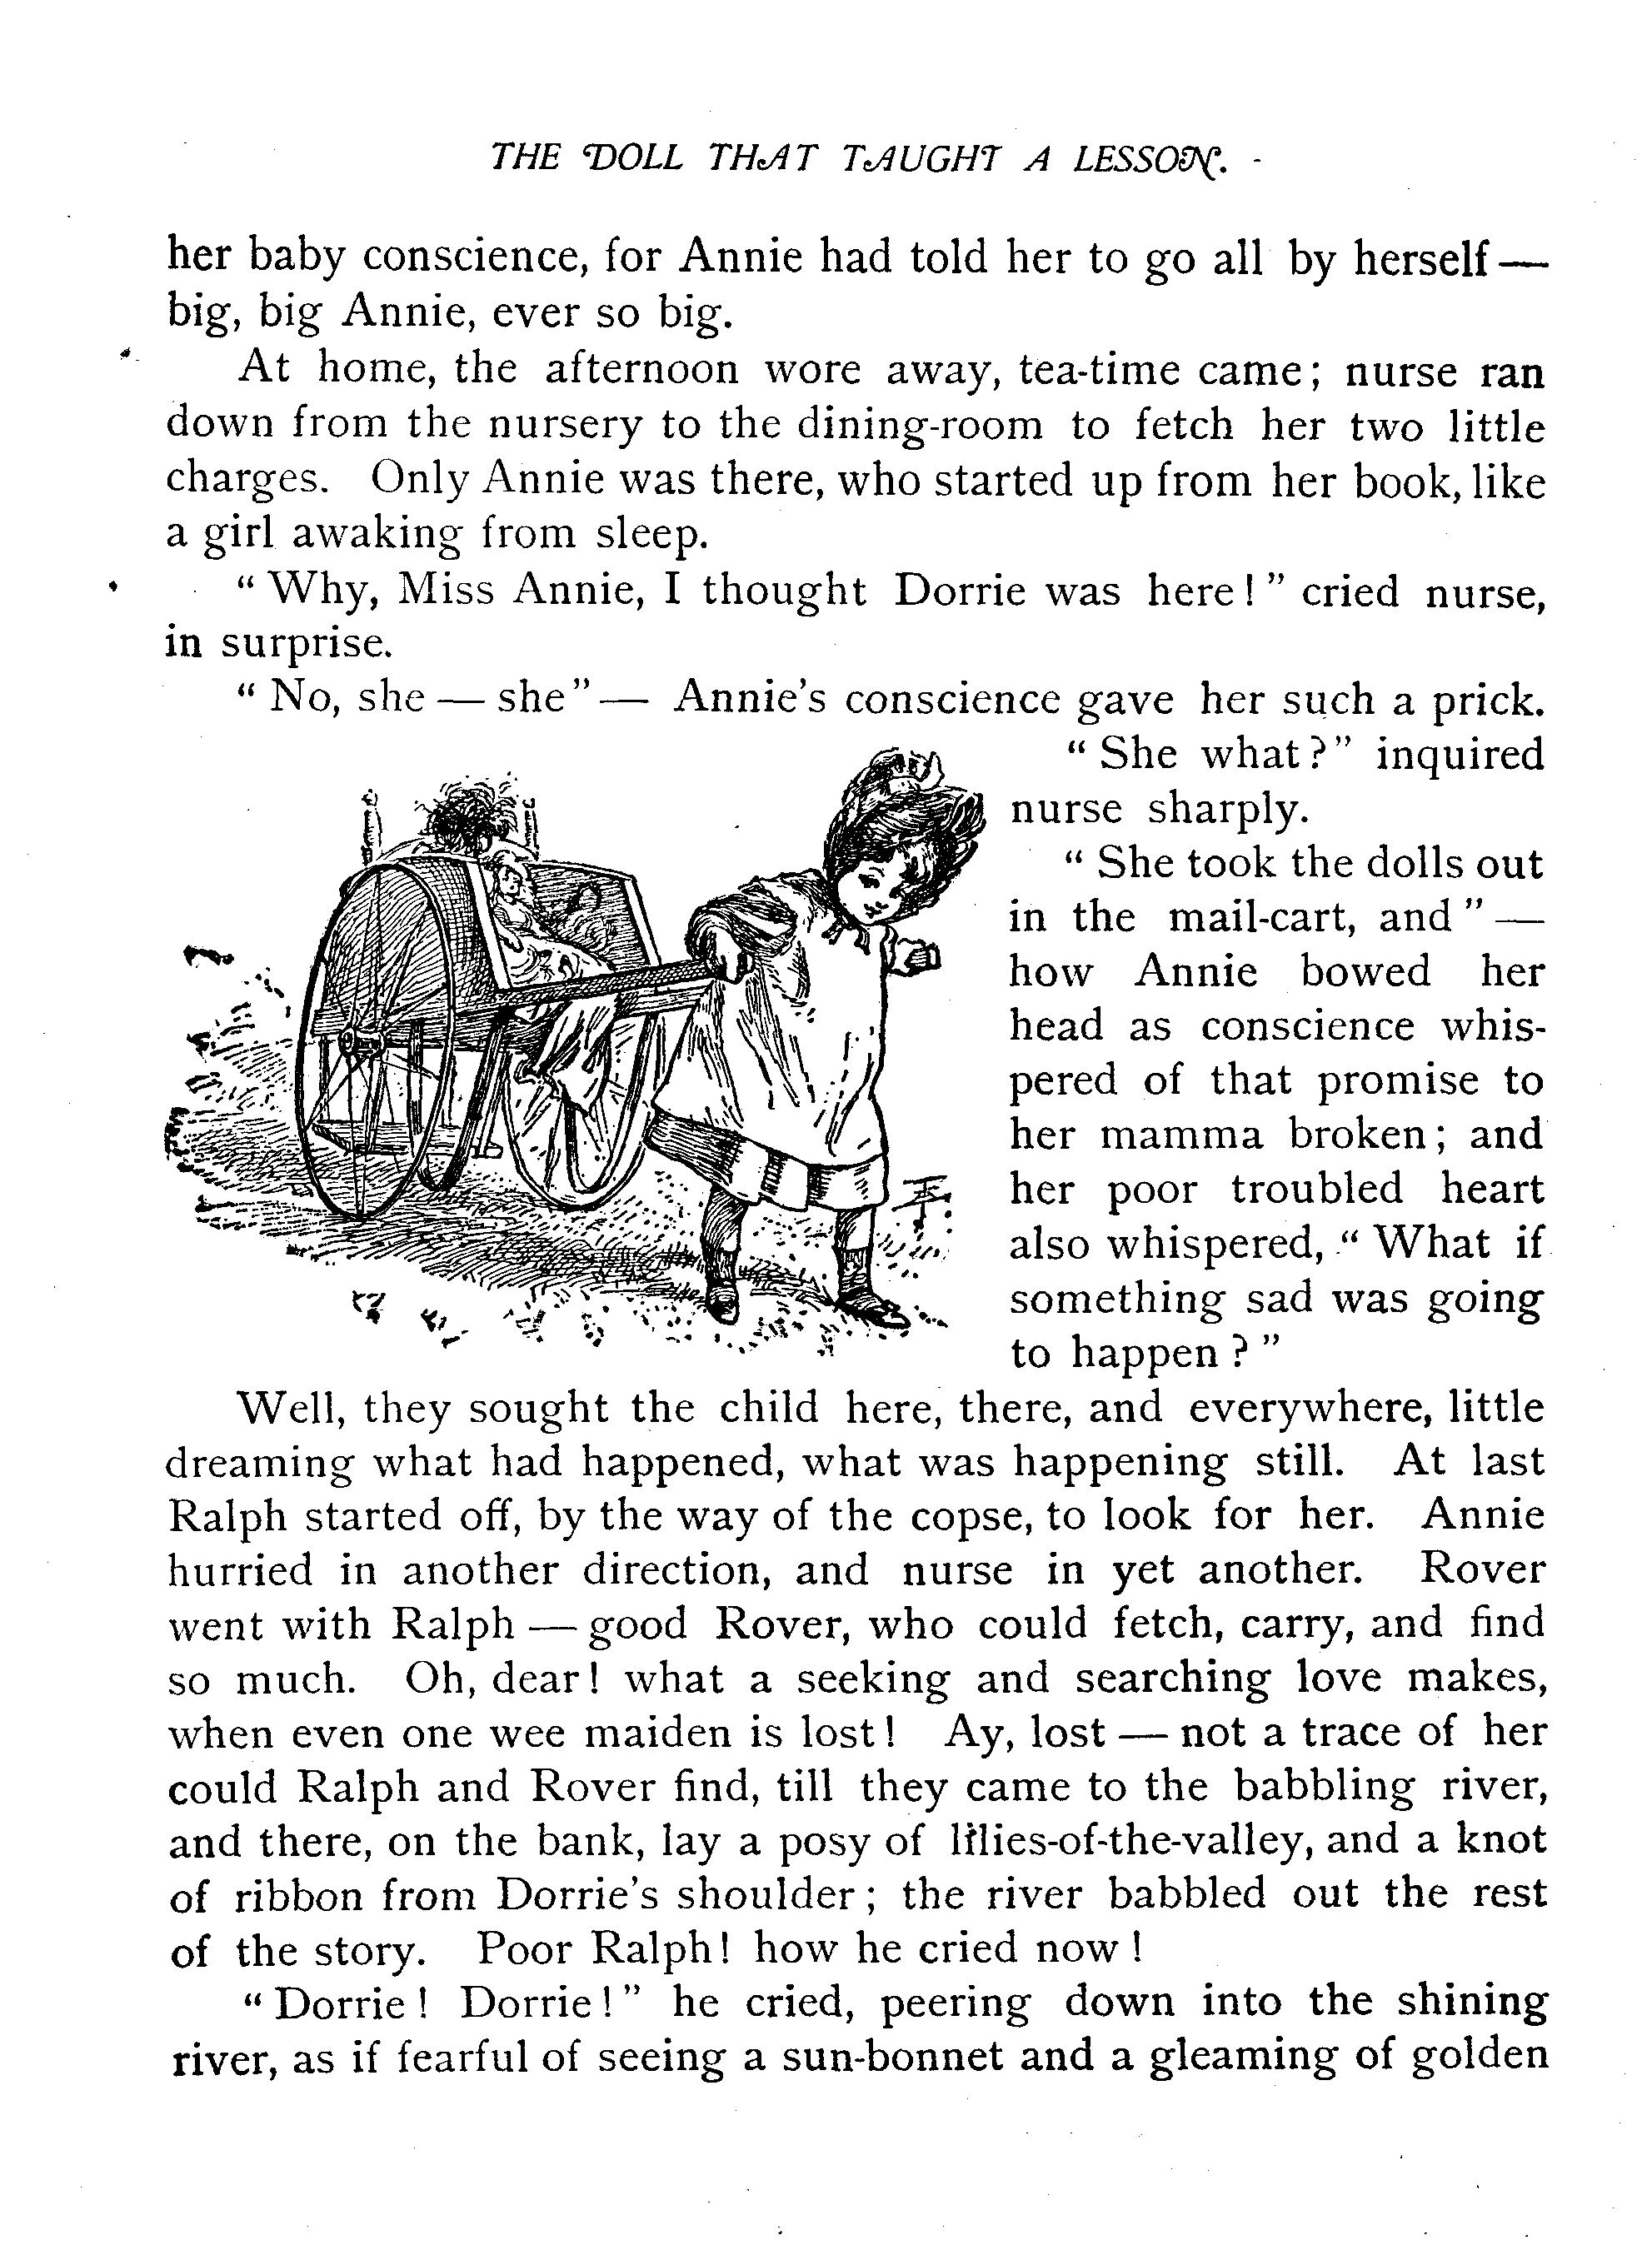 THE DOLL THAT TAUGHT A LESSON.
her baby conscience, for Annie had told her to go all by herself —
big, big Annie, ever so big.
At home, the afternoon wore away, tea-time came; nurse ran
down from the nursery to the dining-room to fetch her two little
charges. Only Annie was there, who started up from her book, like
a girl awaking from sleep.
“ Why, Miss Annie, I thought Dorrie was here! ” cried nurse,
in surprise.
“ No, she — she” — Annie’s conscience gave her such a prick.
“ She what?” inquired
nurse sharply.
“ She took the dolls out
in the mail-cart, and ” —
how Annie bowed her
head as conscience whis-
pered of that promise to
her mamma broken; and
her poor troubled heart
also whispered, “ What if
something sad was going
to happen? ”
Well, they sought the child here, there, and everywhere, little
dreaming what had happened, what was happening still. At last
Ralph started off, by the way of the copse, to look for her. Annie
hurried in another direction, and nurse in yet another. Rover
went with Ralph — good Rover, who could fetch, carry, and find
so much. Oh, dear! what a seeking and searching love makes,
when even one wee maiden is lost! Ay, lost — not a trace of her
could Ralph and Rover find, till they came to the babbling river,
and there, on the bank, lay a posy of lilies-of-the-valley, and a knot
of ribbon from Dorrie’s shoulder; the river babbled out the rest
of the story. Poor Ralph! how he cried now!
“ Dorrie! Dorrie!” he cried, peering down into the shining
river, as if fearful of seeing a sun-bonnet and a gleaming of golden